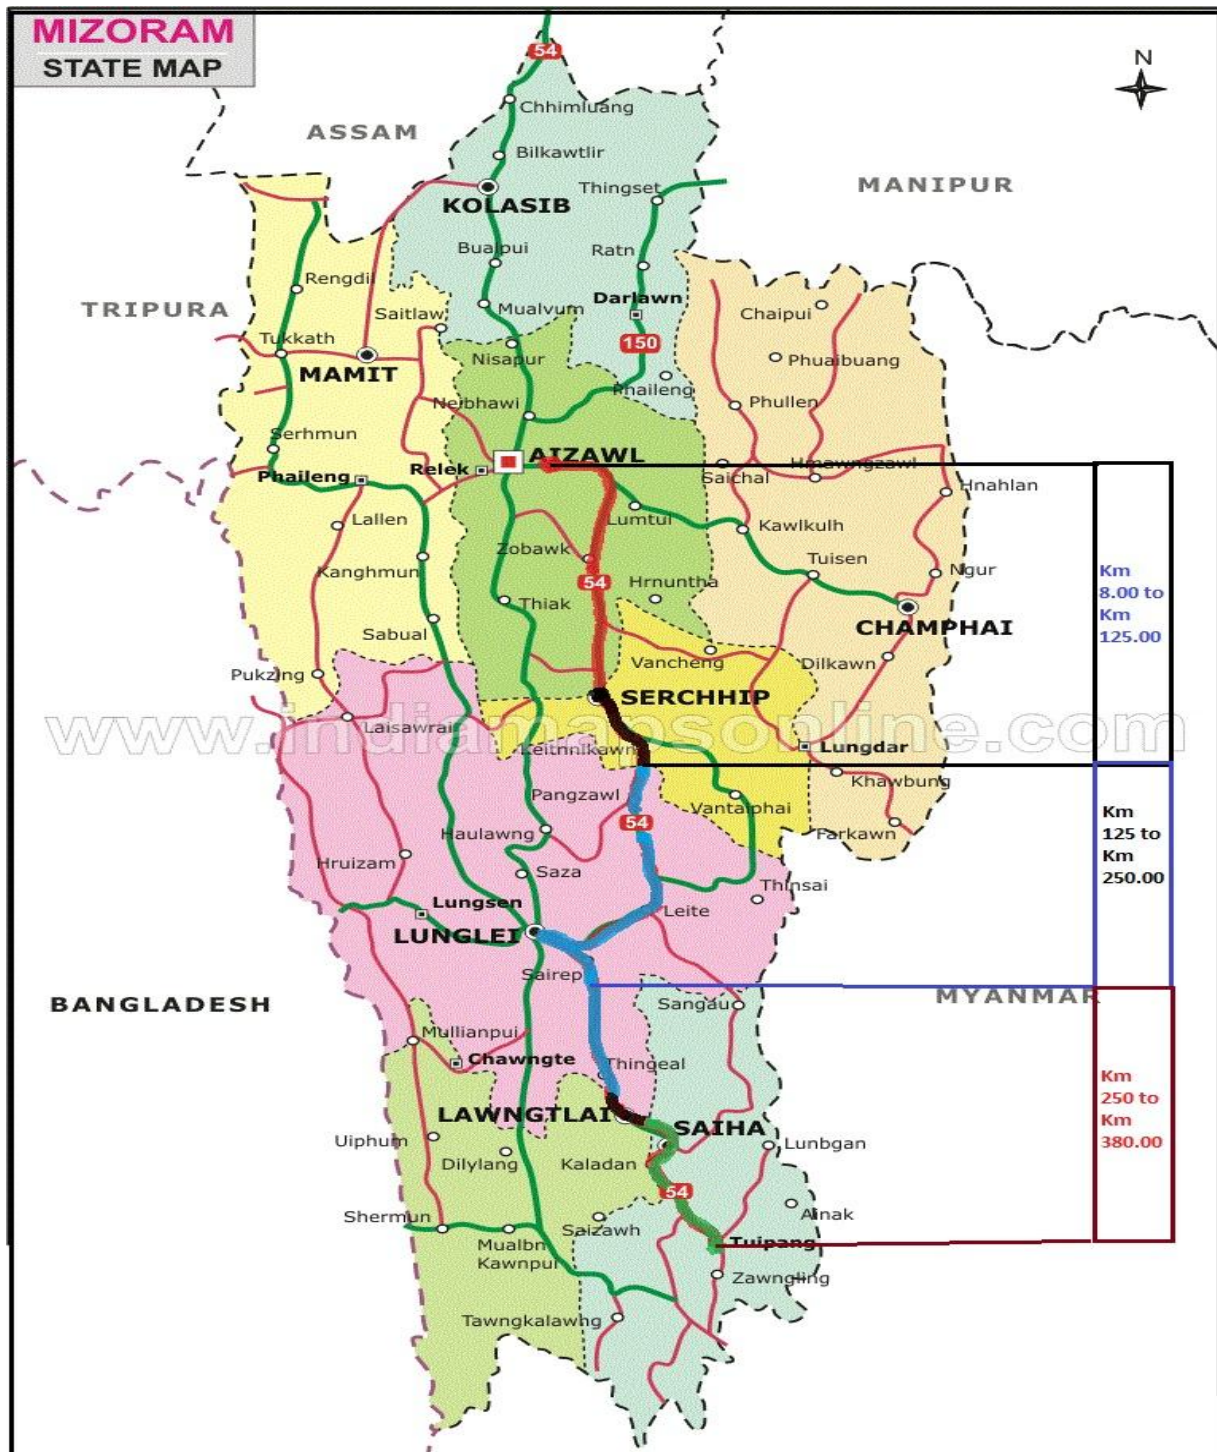 MIZORAM
STATE MAP
54
N
Chhimluang
ASSAM
Bilkawtlir
MANIPUR
Thingset
KOLASIB
Bualpui
Ratn
Rengdil
Darlawn
TRIPURA
Saitlaw
Mualvum
Chaipui
Tukkath
150
Nisapur
Phuaibuang
MAMIT
Phaileng
Neibhawi
Phullen
Serhmun
AIZAWL
Hmawngzawl
Relek
Phaileng
Saichal
Hnahlan
Lallen
Lumtui
Kawlkulh
Zobawk
Tuisen
Kanghmun
54
Hrnuntha
Ngur
Km
8.00 to
Km
125.00
Thiak
Sabual
CHAMPHAI
Vancheng
Dilkawn
Pukzing
SERCHHIP
Laisawrai
www.indiamapsonline.com
Keitnnikawn
Lungdar
Khawbung
Pangzawl
Vantaiphai
54
Haulawng
Farkawn
Km
125 to
Km
250.00
Hruizam
Saza
Thinsai
Lungsen
Leite
LUNGLEI
Sairep
BANGLADESH
MYANMAR
Sangau
Mullianpui
Chawngte
Thingeal
Km
250 to
Km
380.00
LAWNGTLAI
SAIHA
Uiphum
Lunbgan
Dilylang
Kaladan
54
Shermun
Saizawh
Ainak
Mualbn
Kawnpui
Tuipang
Zawngling
Tawngkalawng